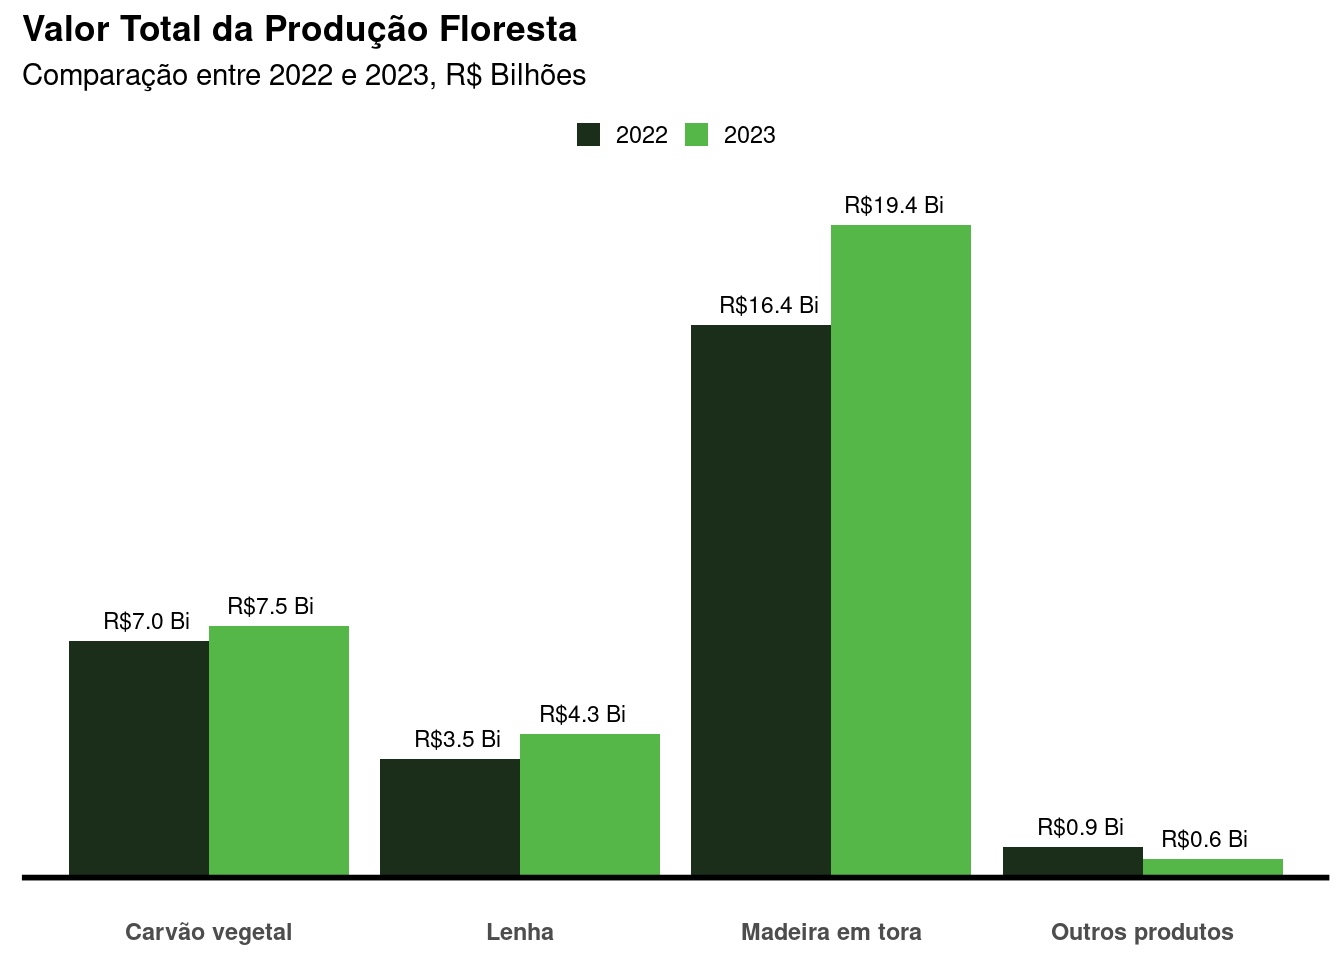 Valor Total da Produção Floresta
Comparação entre 2022 e 2023, R$ Bilhões
2022 2023
R$19.4 Bi
R$16.4 Bi
R$7.5 Bi
R$7.0 Bi
R$4.3 Bi
R$3.5 Bi
R$0.9 Bi
R$0.6 Bi
Carvão vegetal Lenha Madeira em tora Outros produtos